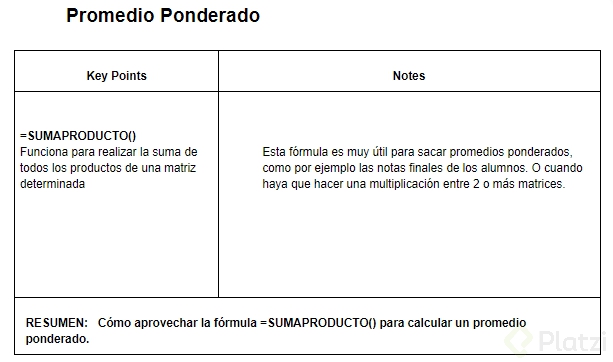 Promedio Ponderado
Key Points
Notes
=SUMAPRODUCTO()
Funciona para realizar la suma de
todos los productos de una matriz
determinada
Esta fórmula es muy útil para sacar promedios ponderados,
como por ejemplo las notas finales de los alumnos. O cuando
haya que hacer una multiplicación entre 2 o más matrices.
RESUMEN: Cómo aprovechar la fórmula =SUMAPRODUCTO() para calcular un promedio
ponderado.
Platzi